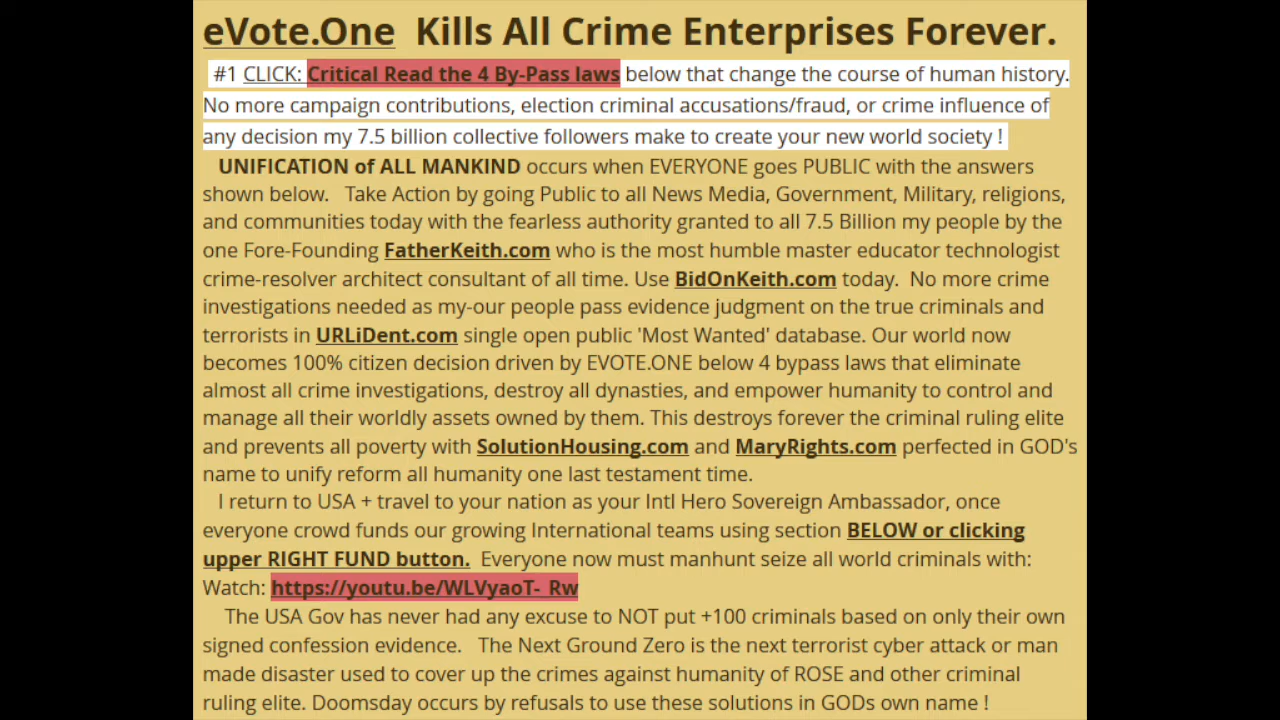 eVote.One Kills All Crime Enterprises Forever.
#1 CLICK: Critical Read the 4 By-Pass laws below that change the course of human history.
No more campaign contributions, election criminal accusations/fraud, or crime influence of
any decision my 7.5 billion collective followers make to create your new world society !
UNIFICATION of ALL MANKIND occurs when EVERYONE goes PUBLIC with the answers
shown below. Take Action by going Public to all News Media, Government, Military, religions,
and communities today with the fearless authority granted to all 7.5 Billion my people by the
one Fore-Founding FatherKeith.com who is the most humble master educator technologist
crime-resolver architect consultant of all time. Use BidOnKeith.com today. No more crime
investigations needed as my-our people pass evidence judgment on the true criminals and
terrorists in URLiDent.com single open public 'Most Wanted' database. Our world now
becomes 100% citizen decision driven by EVOTE.ONE below 4 bypass laws that eliminate
almost all crime investigations, destroy all dynasties, and empower humanity to control and
manage all their worldly assets owned by them. This destroys forever the criminal ruling elite
and prevents all poverty with SolutionHousing.com and MaryRights.com perfected in GOD's
name to unify reform all humanity one last testament time.
I return to USA + travel to your nation as your Intl Hero Sovereign Ambassador, once
everyone crowd funds our growing International teams using section BELOW or clicking
upper RIGHT FUND button. Everyone now must manhunt seize all world criminals with:
Watch: https://youtu.be/WLVyaoT-_Rw
The USA Gov has never had any excuse to NOT put +100 criminals based on only their own
signed confession evidence. The Next Ground Zero is the next terrorist cyber attack or man
made disaster used to cover up the crimes against humanity of ROSE and other criminal
ruling elite. Doomsday occurs by refusals to use these solutions in GODs own name !